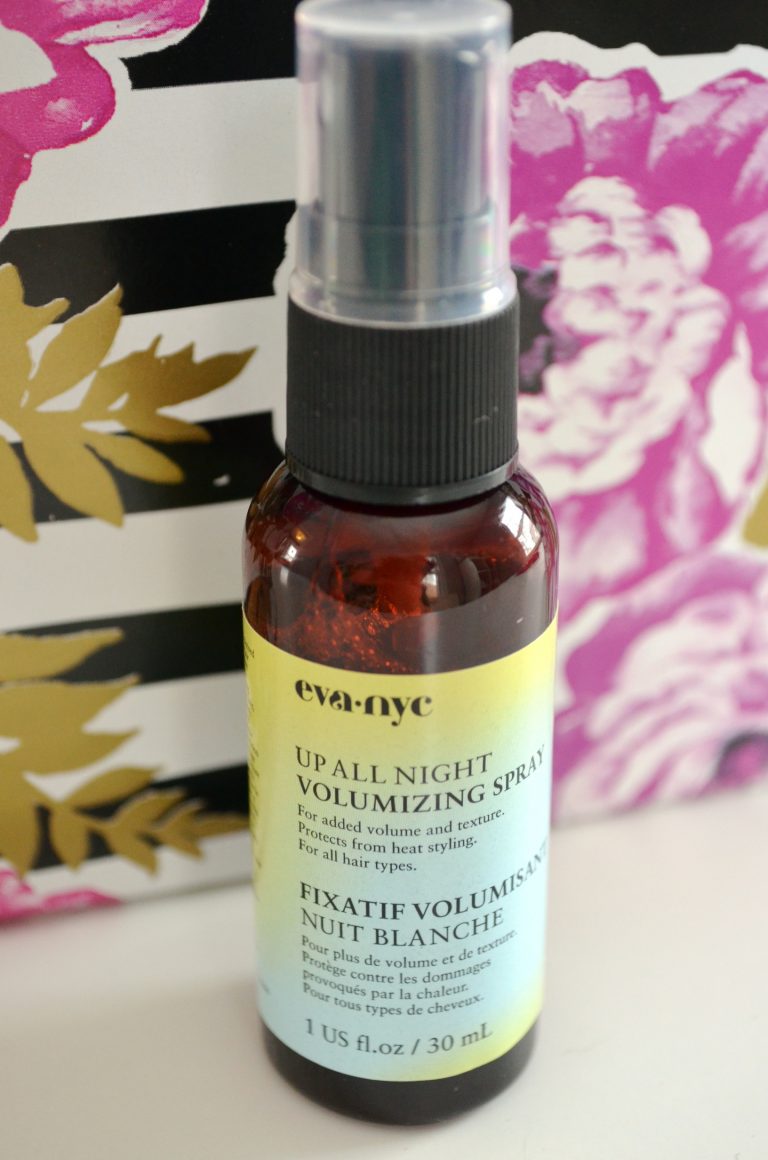 eva·nyc
UP ALL NIGHT
VOLUMIZING SPRAY
For added volume and texture.
Protects from heat styling.
For all hair types.
FIXATIF VOLUMISANT
NUIT BLANCHE
Pour plus de volume et de texture.
Protège contre les dommages
provoqués par la chaleur.
Pour tous types de cheveux.
1 US fl.oz / 30 mL